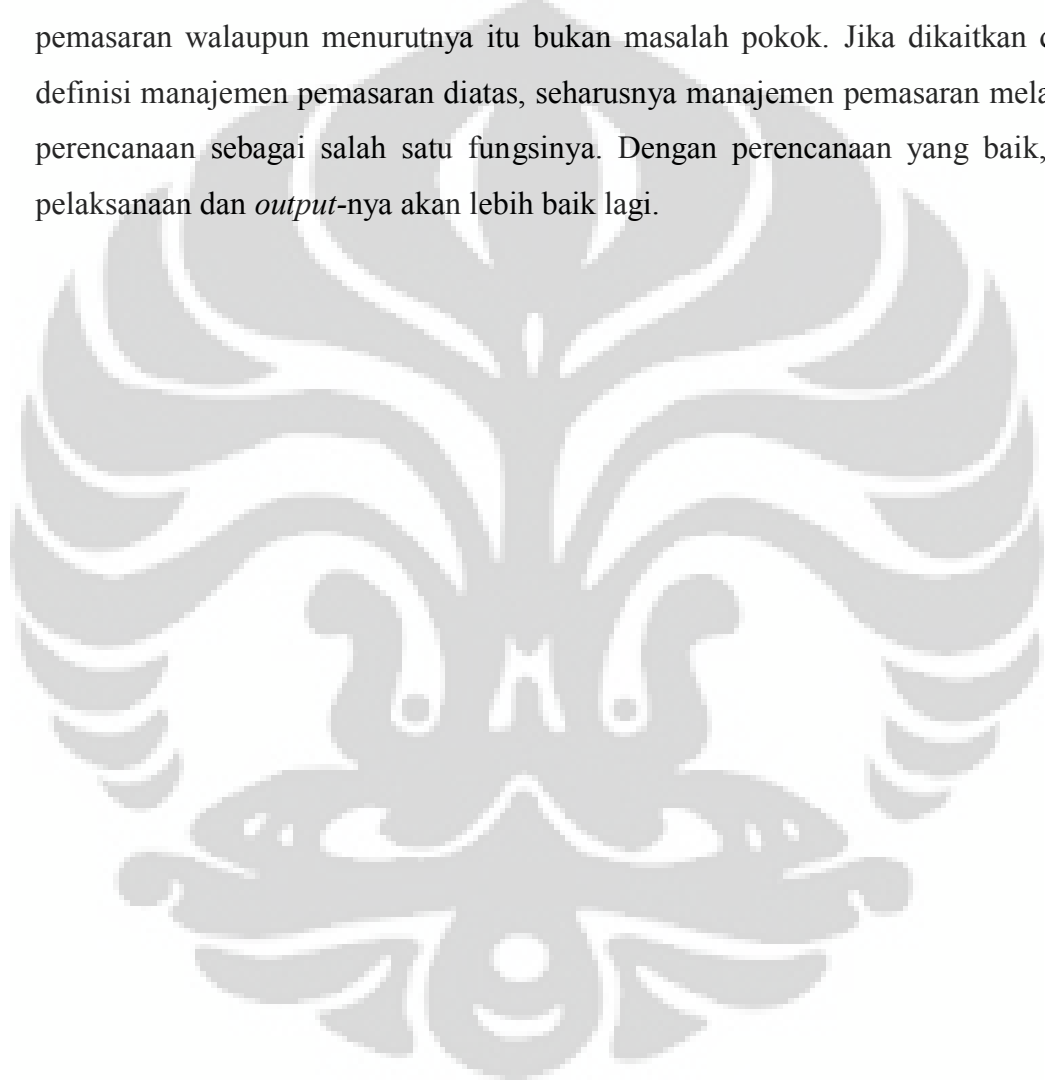 pemasaran walaupun menurutnya itu bukan masalah pokok. Jika dikaitkan
definisi manajemen pemasaran diatas, seharusnya manajemen pemasaran
perencanaan sebagai salah satu fungsinya. Dengan perencanaan yang baik,
pelaksanaan dan output-nya akan lebih baik lagi.